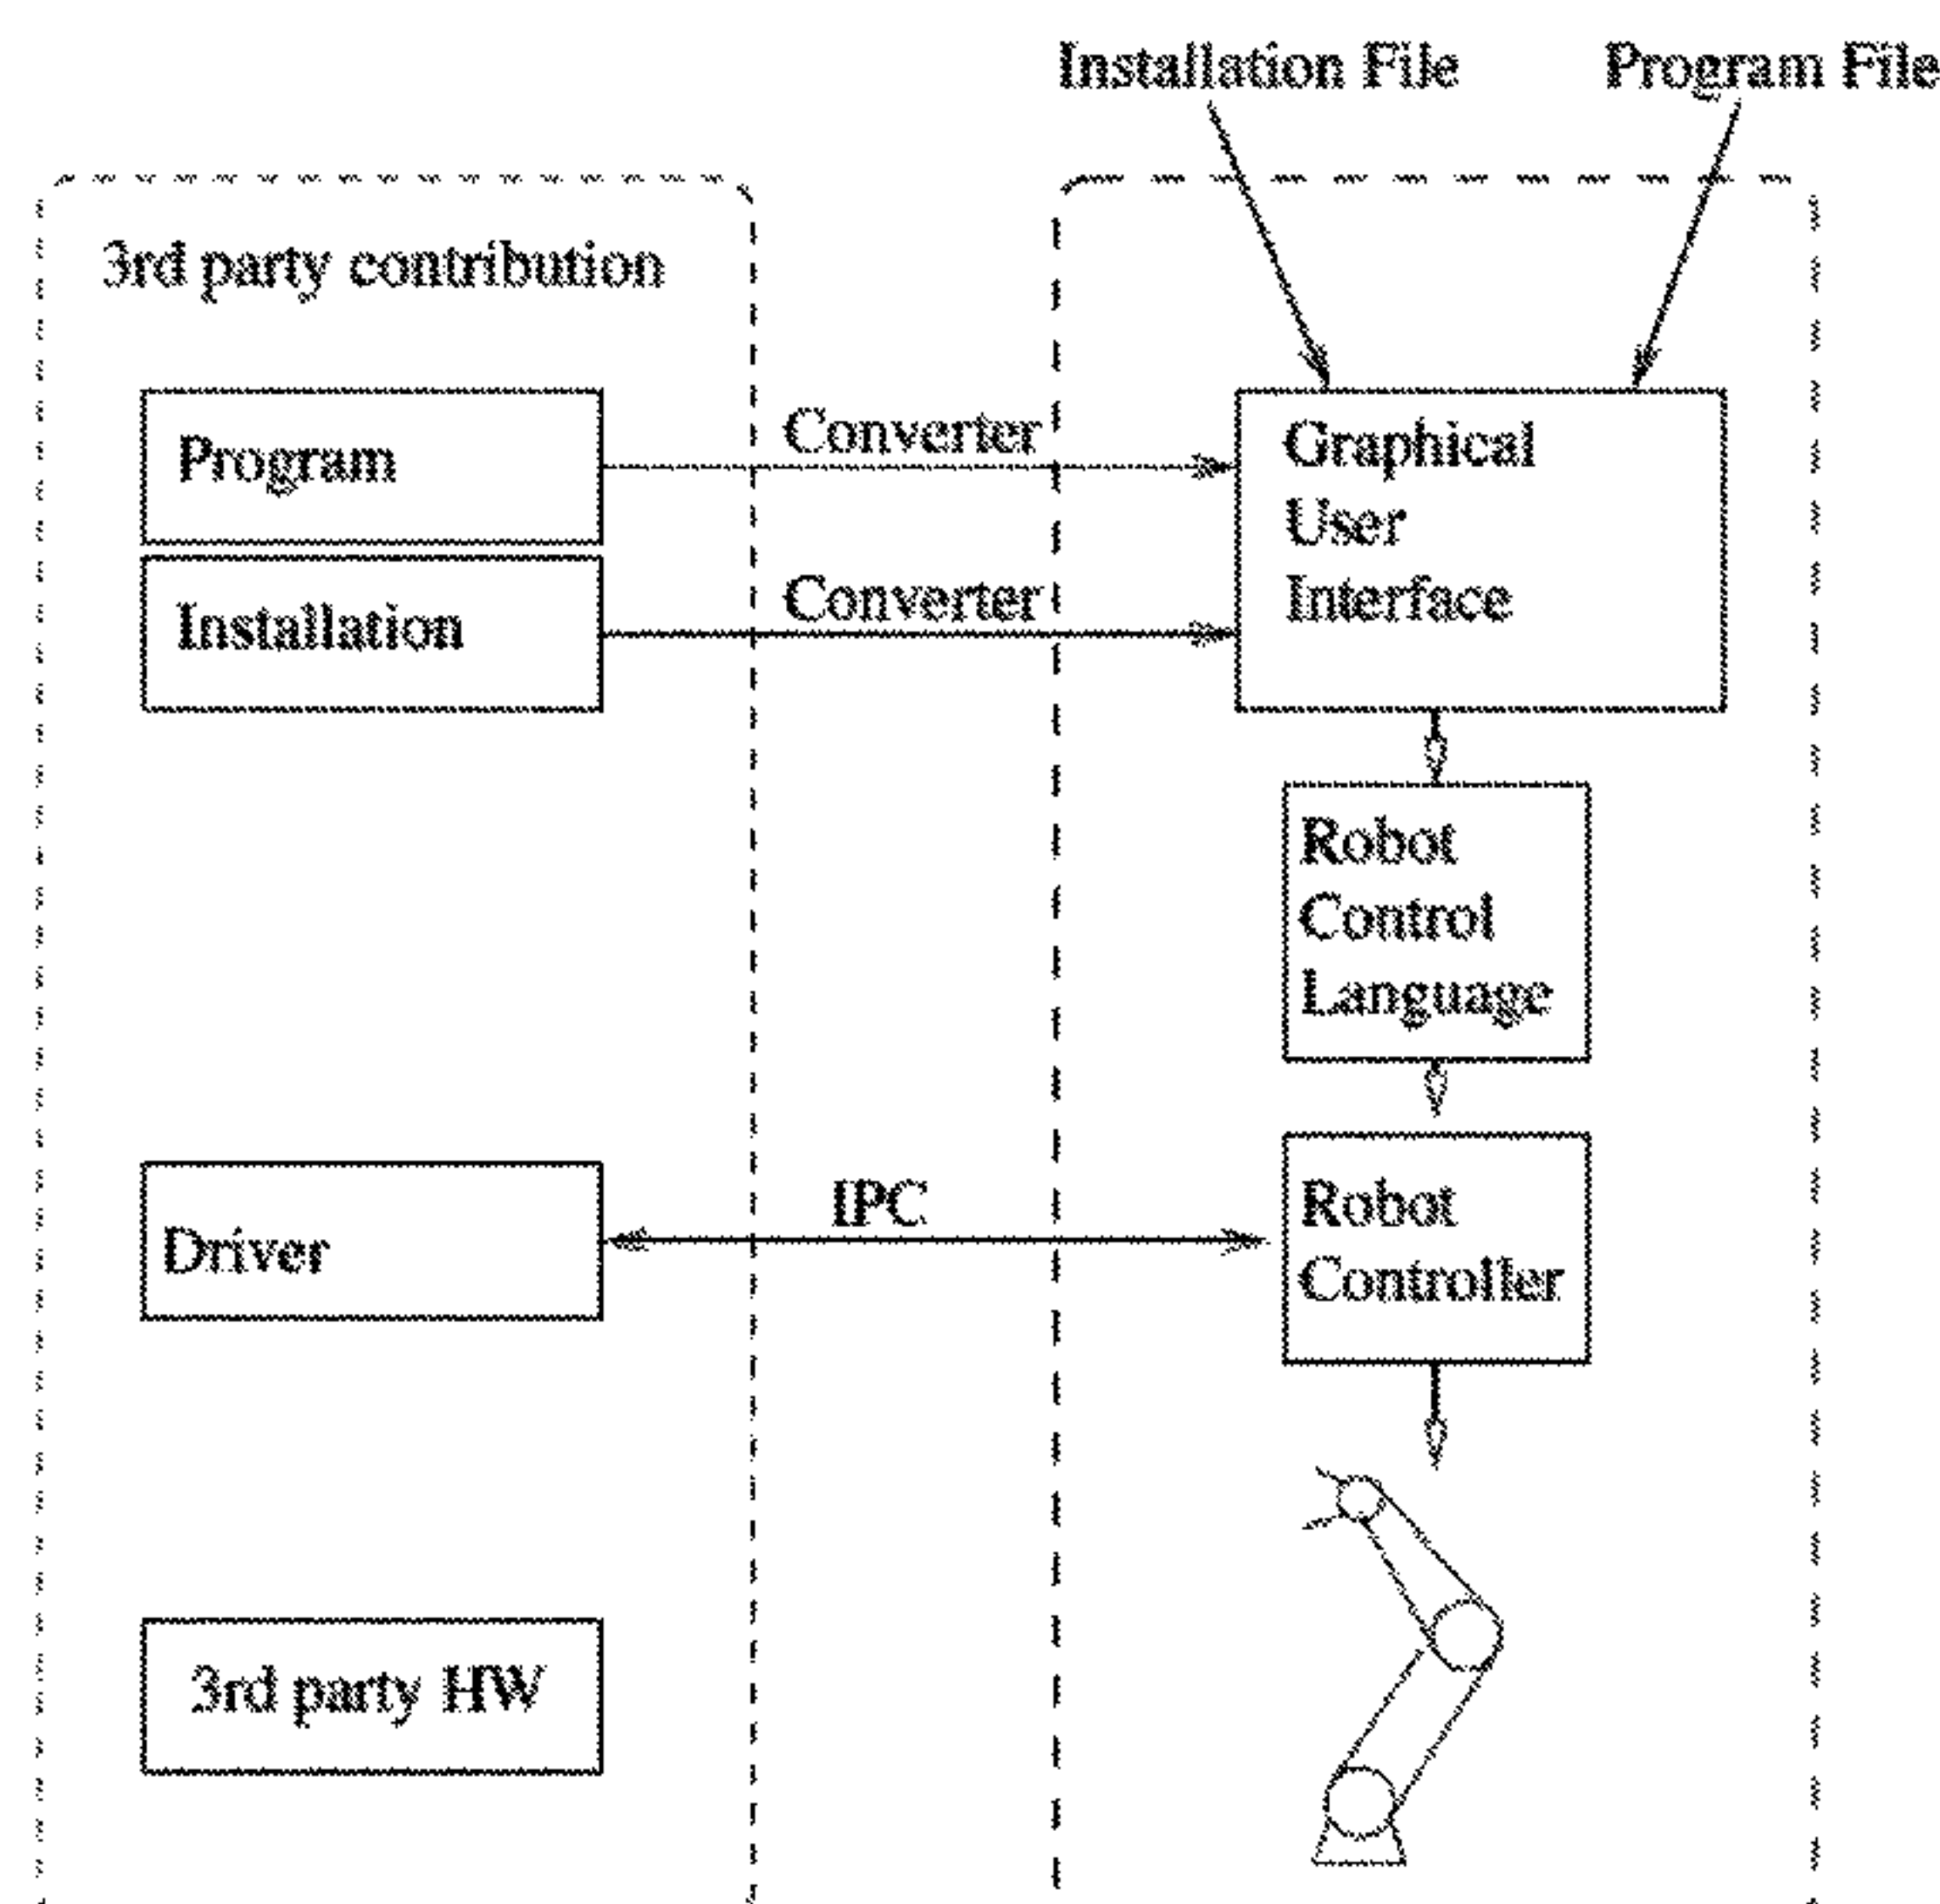 Installation File
Program File
3rd party contribution
Program
Converter
Graphical
User
Interface
Installation
Converter
Robot
Control
Language
Driver
IPC
Robot
Controller
3rd party HW